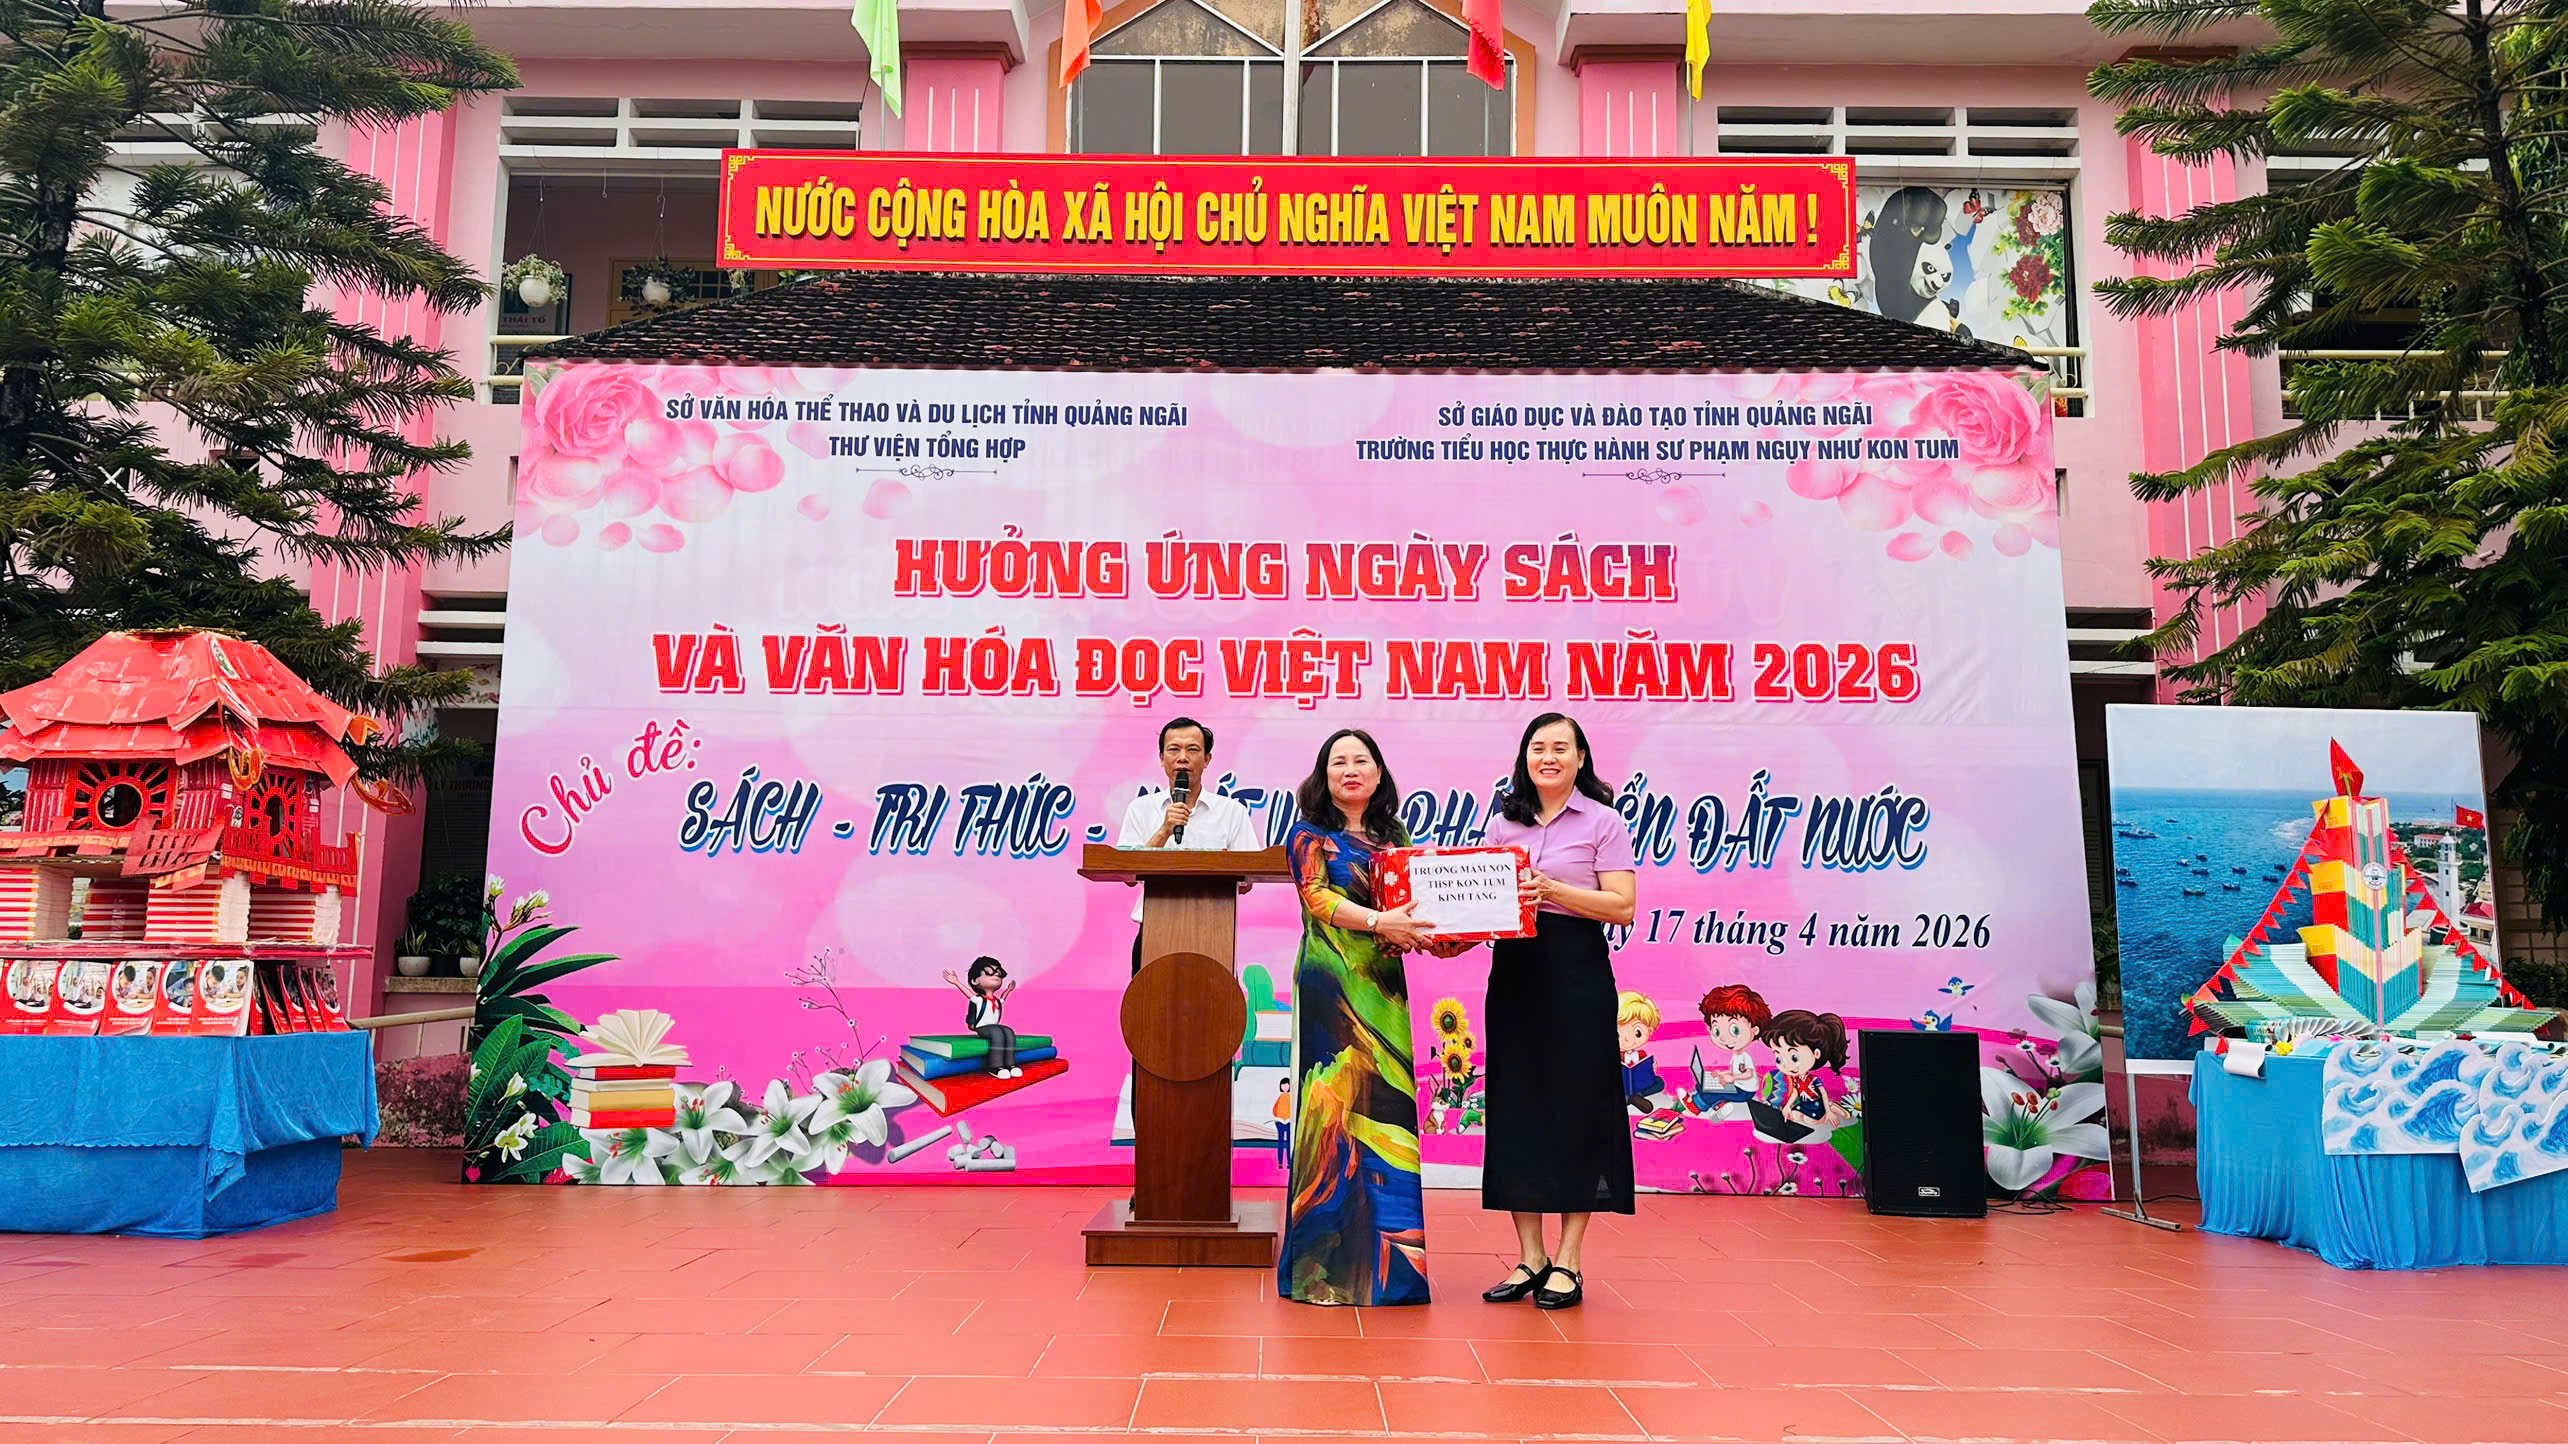 NƯỚC CỘNG HÒA XÃ HỘI CHỦ NGHĨA VIỆT NAM MUÔN NĂM !
THÁI TỔ
SỞ VĂN HÓA THỂ THAO VÀ DU LỊCH TỈNH QUẢNG NGÃI
THƯ VIỆN TỔNG HỢP
SỞ GIÁO DỤC VÀ ĐÀO TẠO TỈNH QUẢNG NGÃI
TRƯỜNG TIỂU HỌC THỰC HÀNH SƯ PHẠM NGỤY NHƯ KON TUM
HƯỞNG ỨNG NGÀY SÁCH
VÀ VĂN HÓA ĐỌC VIỆT NAM NĂM 2026
Chủ đề:
SÁCH - TRI THỨC - ĐẤT NƯỚC
17 tháng 4 năm 2026
TRƯỜNG MẦM NON
THSP KON TUM
KÍNH TẶNG